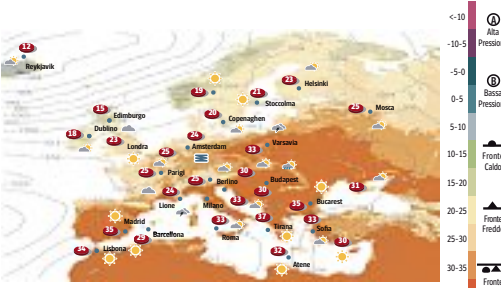 12
Reykjavik
15
Edimburgo
18
Dublino
23
Londra
19
21
Stoccolma
23
Helsinki
20
Copenaghen
25
Mosca
24
Amsterdam
25
33
Varsavia
25
Parigi
Berlino
30
Budapest
30
24
Lione
33
Milano
35
Bucarest
31
35
Madrid
Barcellona
34
Lisbona
33
Roma
37
Tirana
33
Sofia
30
32
Atene
<-10
-10-5
-5-0
0-5
5-10
10-15
15-20
20-25
25-30
30-35
A
Alta
Pression
B
Bassa
Pression
Fronte
Caldo
Fronte
Freddo
Fronte